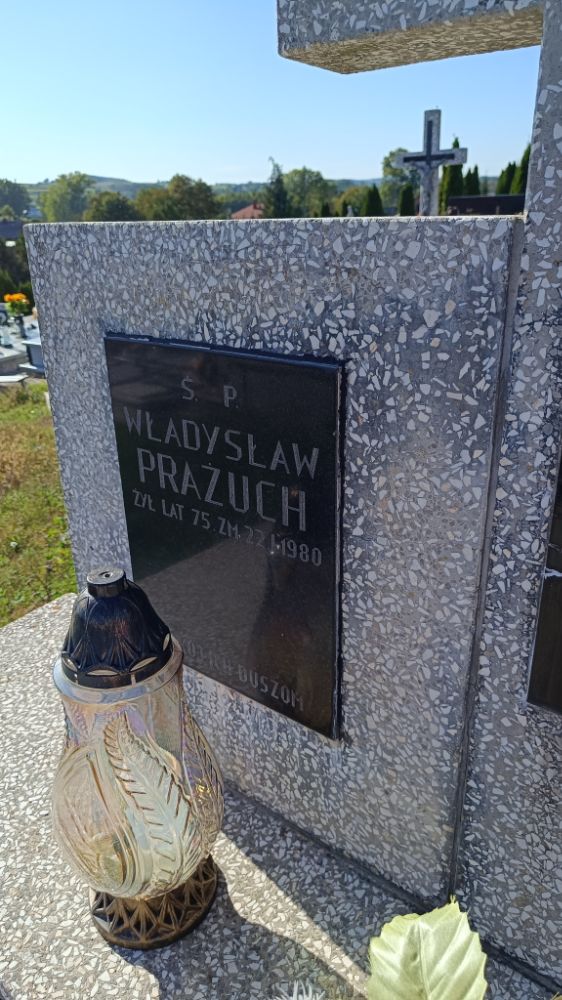 Ś. P.
WŁADYSŁAW
PRAŻUCH
ŻYŁ LAT 75 ZM. 22 I 1980
DUSZOM